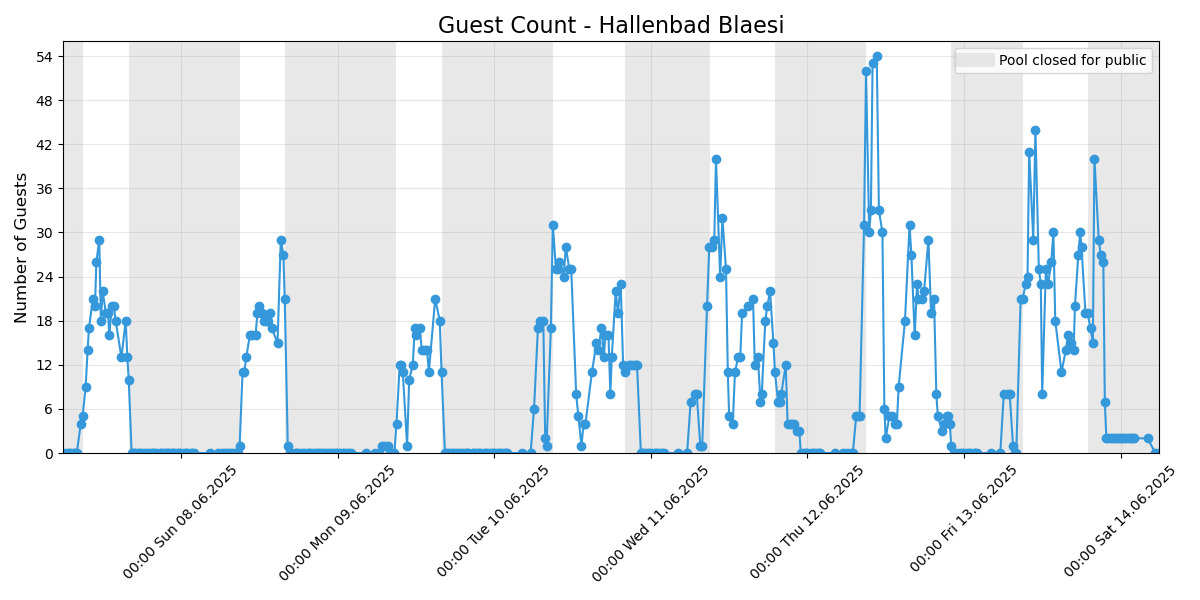 Guest Count - Hallenbad Blaesi
Pool closed for public
Number of Guests
54
48
42
36
30
24
18
12
6
0
00:00 Sun 08.06.2025
00:00 Mon 09.06.2025
00:00 Tue 10.06.2025
00:00 Wed 11.06.2025
00:00 Thu 12.06.2025
00:00 Fri 13.06.2025
00:00 Sat 14.06.2025